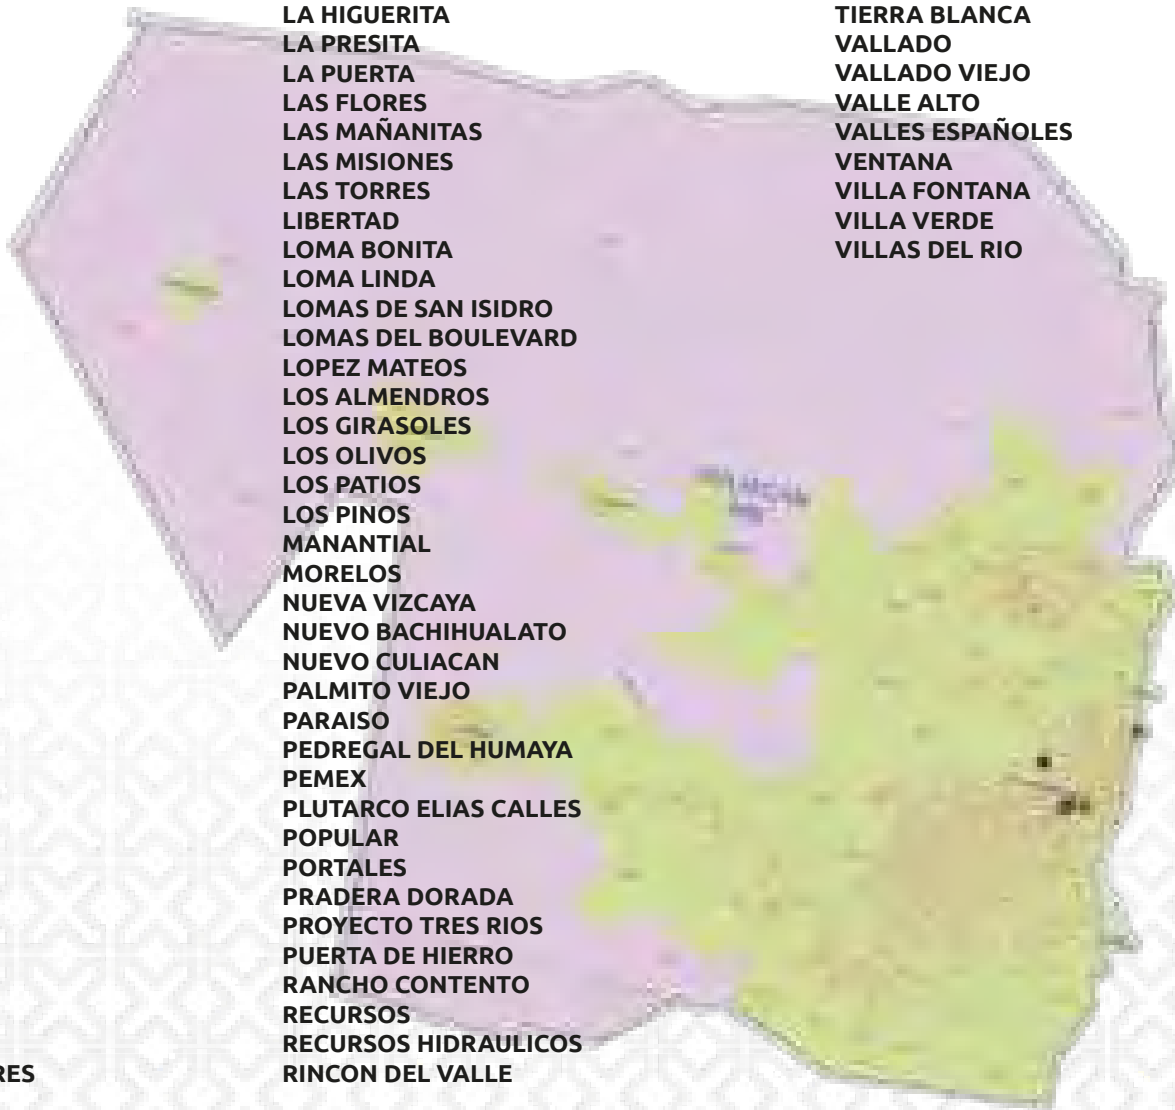 LA HIGUERITA
LA PRESITA
LA PUERTA
LAS FLORES
LAS MAÑANITAS
LAS MISIONES
LAS TORRES
LIBERTAD
LOMA BONITA
LOMA LINDA
LOMAS DE SAN ISIDRO
LOMAS DEL BOULEVARD
LOPEZ MATEOS
LOS ALMENDROS
LOS GIRASOLES
LOS OLIVOS
LOS PATIOS
LOS PINOS
MANANTIAL
MORELOS
NUEVA VIZCAYA
NUEVO BACHIHUALATO
NUEVO CULIACAN
PALMITO VIEJO
PARAISO
PEDREGAL DEL HUMAYA
PEMEX
PLUTARCO ELIAS CALLES
POPULAR
PORTALES
PRADERA DORADA
PROYECTO TRES RIOS
PUERTA DE HIERRO
RANCHO CONTENTO
RECURSOS
RECURSOS HIDRAULICOS
RINCON DEL VALLE
TIERRA BLANCA
VALLADO
VALLADO VIEJO
VALLE ALTO
VALLES ESPAÑOLES
VENTANA
VILLA FONTANA
VILLA VERDE
VILLAS DEL RIO